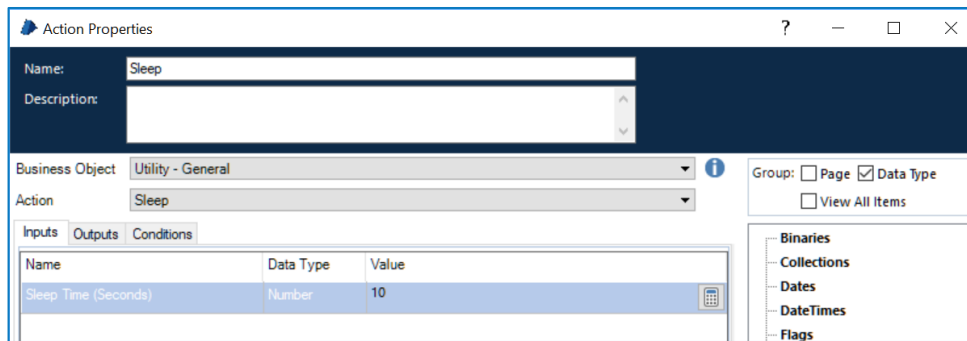 Action Properties ?
Name: Sleep
Description:
Business Object Utility - General
Action Sleep
Group: Page Data Type
View All Items
Inputs Outputs Conditions
Name Data Type Value
Sleep Time (Seconds) Number 10
Binaries
Collections
Dates
DateTimes
Flags